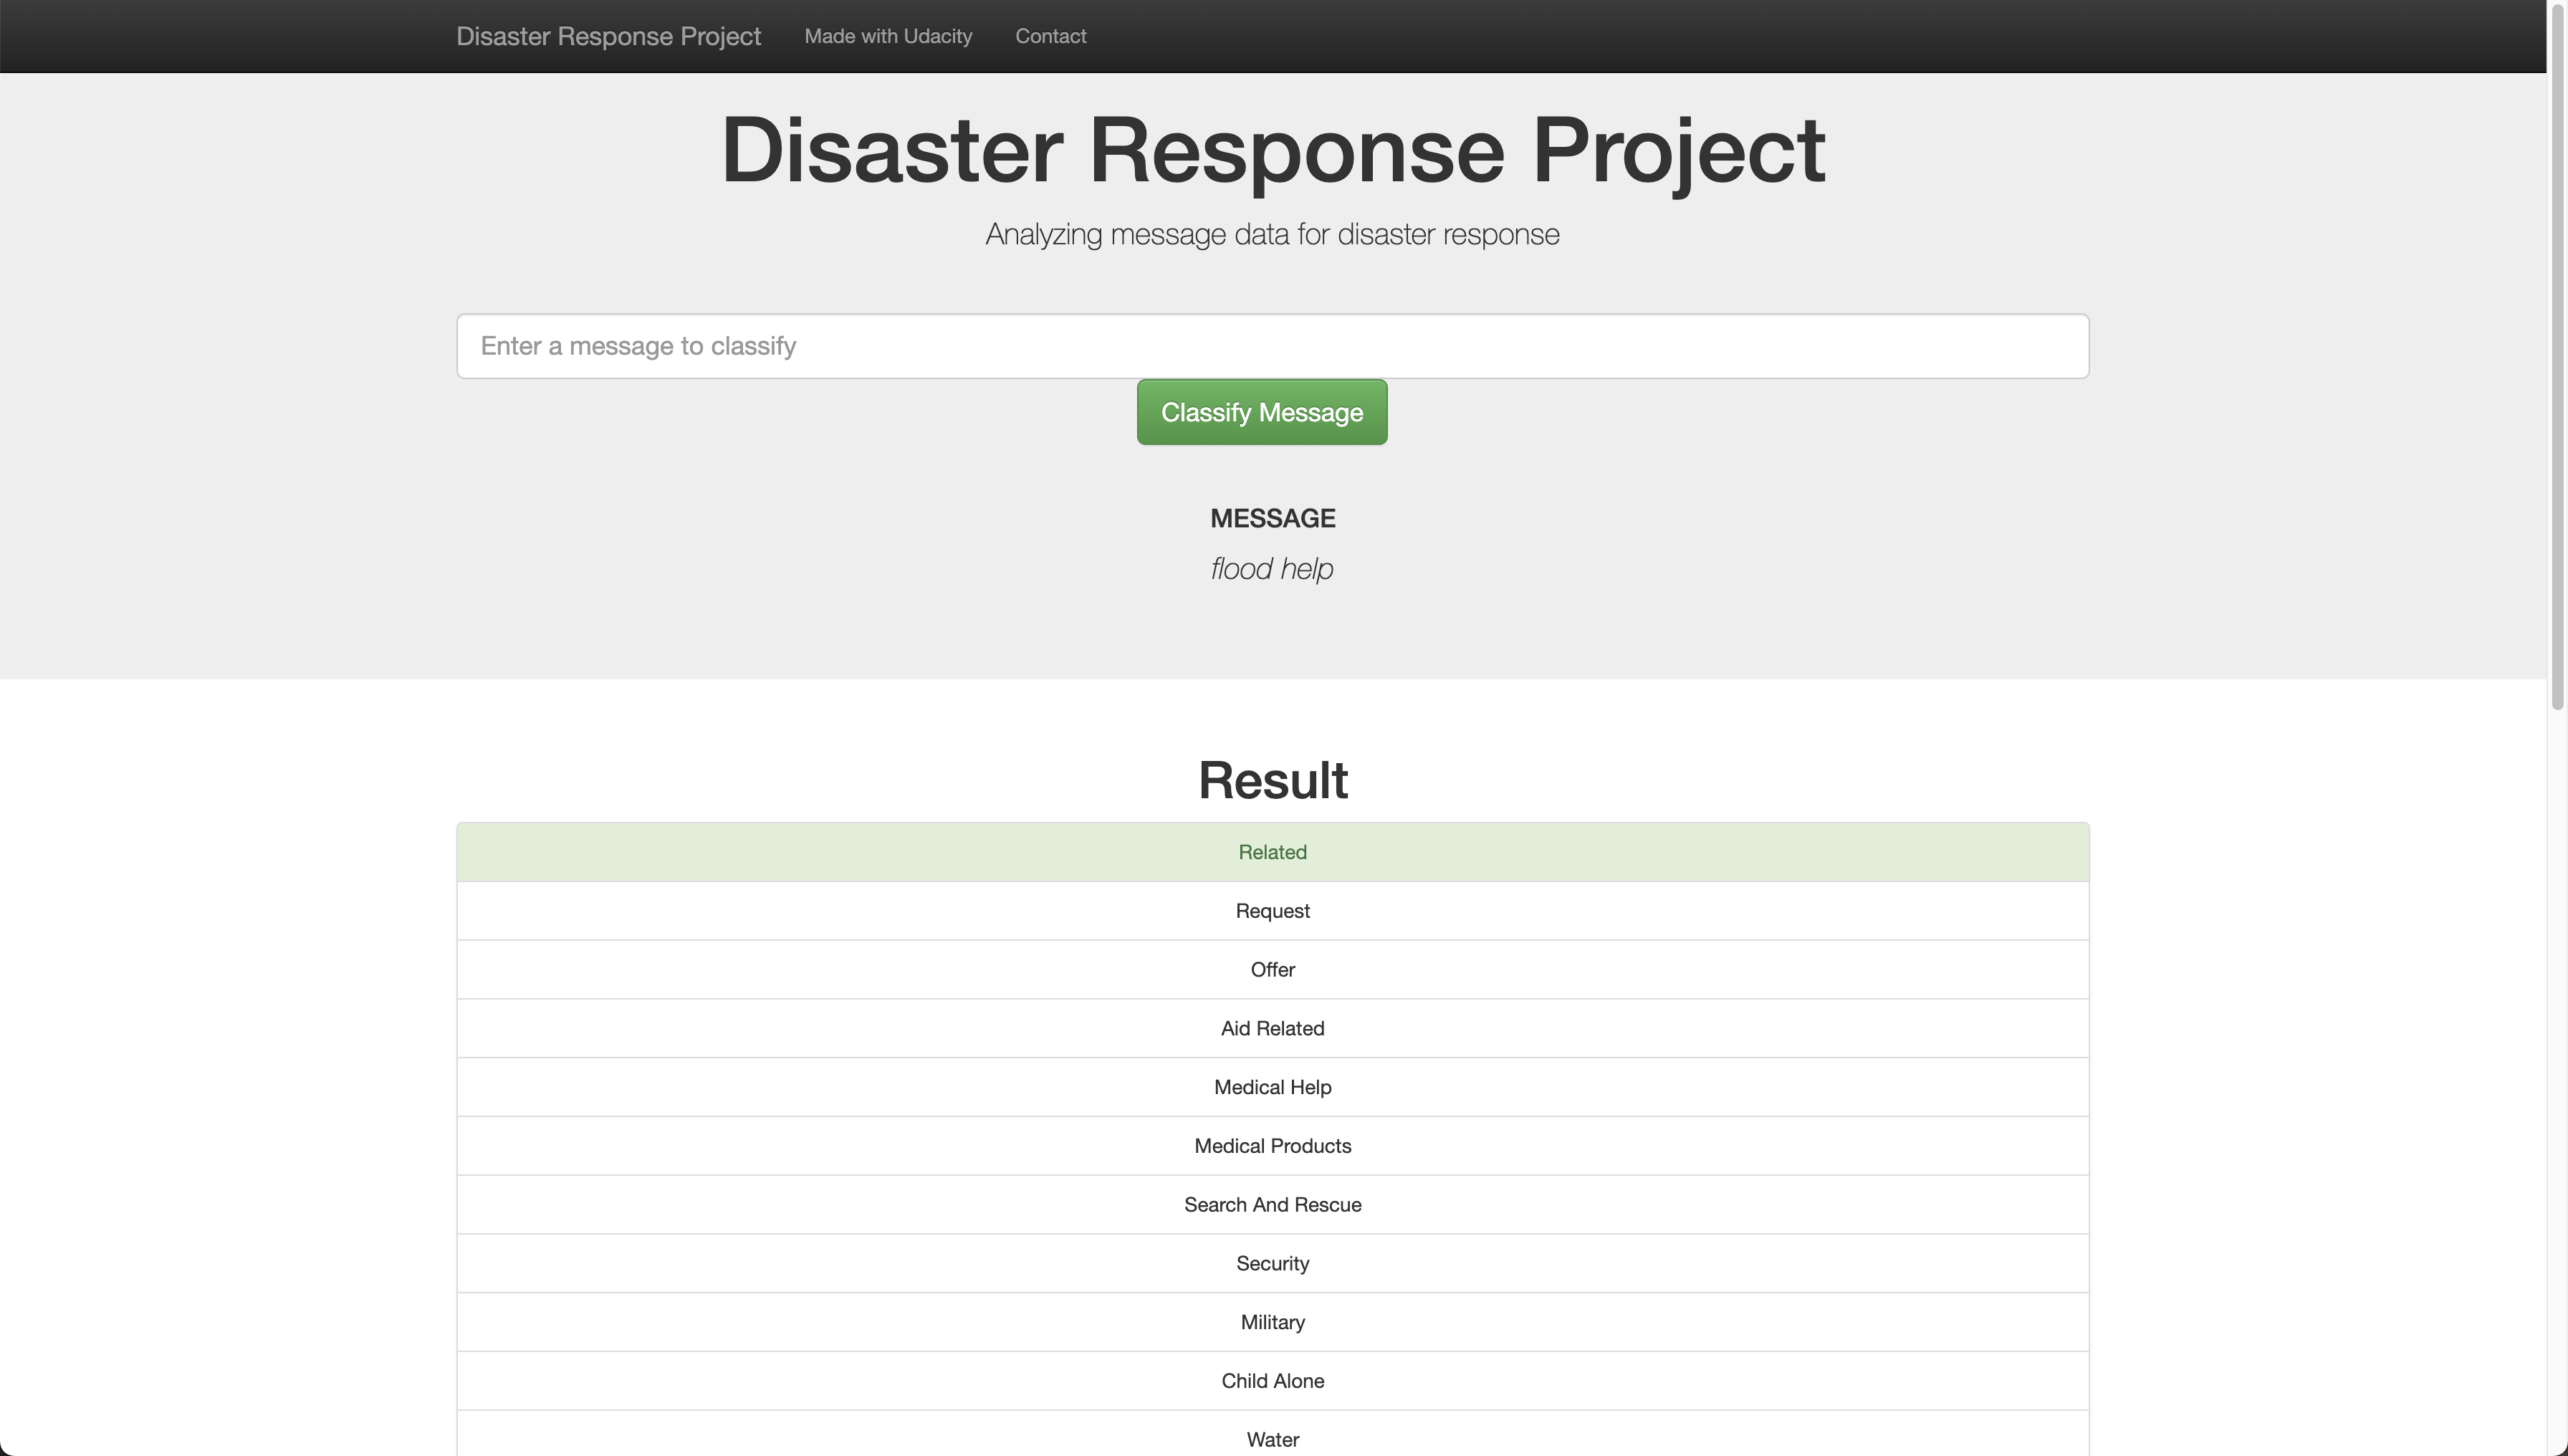 Disaster Response Project Made with Udacity Contact
Disaster Response Project
Analyzing message data for disaster response
Enter a message to classify
Classify Message
MESSAGE
flood help
Result
Related
Request
Offer
Aid Related
Medical Help
Medical Products
Search And Rescue
Security
Military
Child Alone
Water